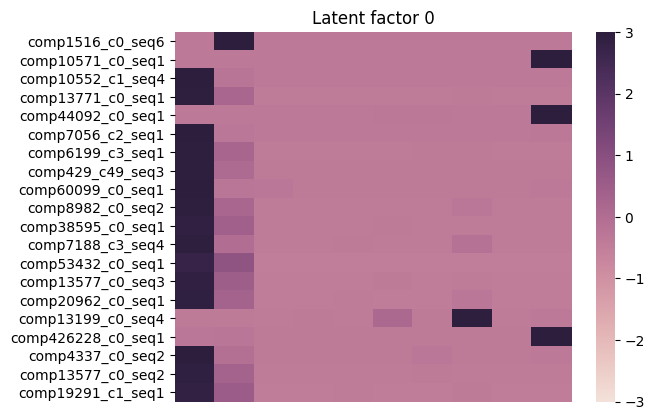 Latent factor 0
comp1516_c0_seq6
comp10571_c0_seq1
comp10552_c1_seq4
comp13771_c0_seq1
comp44092_c0_seq1
comp7056_c2_seq1
comp6199_c3_seq1
comp429_c49_seq3
comp60099_c0_seq1
comp8982_c0_seq2
comp38595_c0_seq1
comp7188_c3_seq4
comp53432_c0_seq1
comp13577_c0_seq3
comp20962_c0_seq1
comp13199_c0_seq4
comp426228_c0_seq1
comp4337_c0_seq2
comp13577_c0_seq2
comp19291_c1_seq1
3
2
1
0
−1
−2
−3